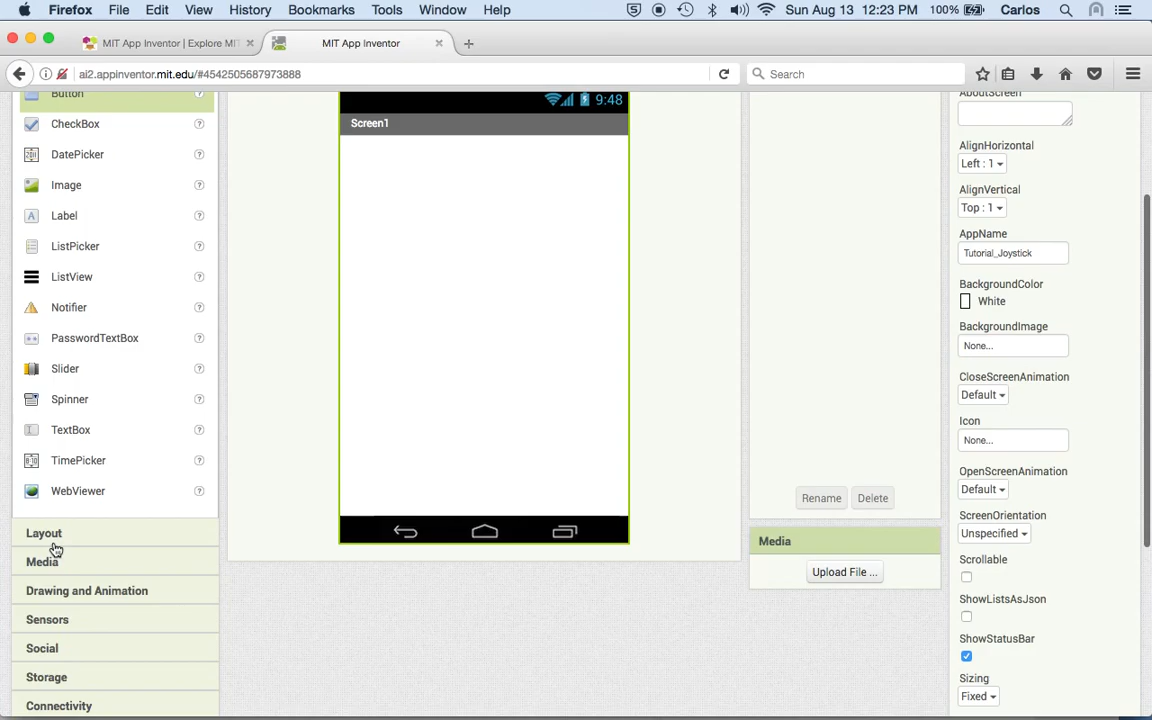 Firefox File Edit View History Bookmarks Tools Window Help Sun Aug 13 12:23 PM 100% Carlos
MIT App Inventor | Explore MIT MIT App Inventor
ai2.appinventor.mit.edu/#4542505687973888 Search
Button
CheckBox
DatePicker
Image
Label
ListPicker
ListView
Notifier
PasswordTextBox
Slider
Spinner
TextBox
TimePicker
WebViewer
Layout
Media
Drawing and Animation
Sensors
Social
Storage
Connectivity
9:48
Screen1
Rename Delete
Media
Upload File ...
AboutScreen
AlignHorizontal
Left : 1
AlignVertical
Top : 1
AppName
Tutorial_Joystick
BackgroundColor
White
BackgroundImage
None...
CloseScreenAnimation
Default
Icon
None...
OpenScreenAnimation
Default
ScreenOrientation
Unspecified
Scrollable
ShowListsAsJson
ShowStatusBar
Sizing
Fixed